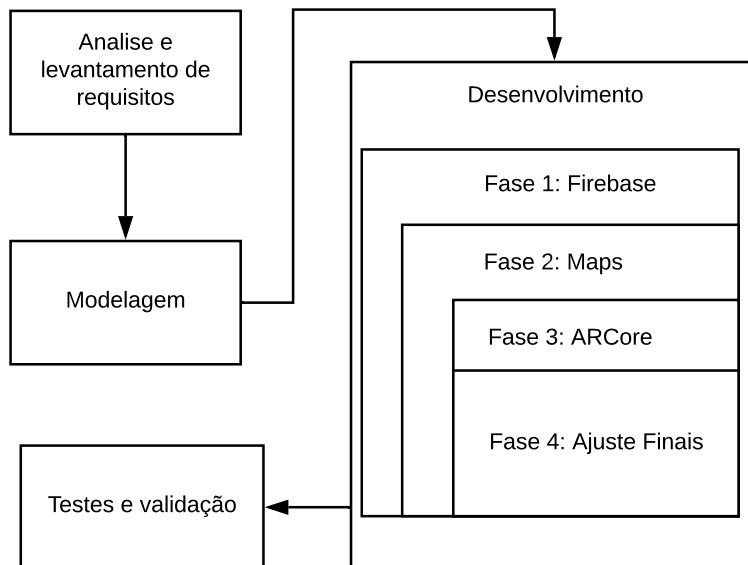 Analise e
levantamento de
requisitos
Modelagem
Desenvolvimento
Fase 1: Firebase
Fase 2: Maps
Fase 3: ARCore
Fase 4: Ajuste Finais
Testes e validação